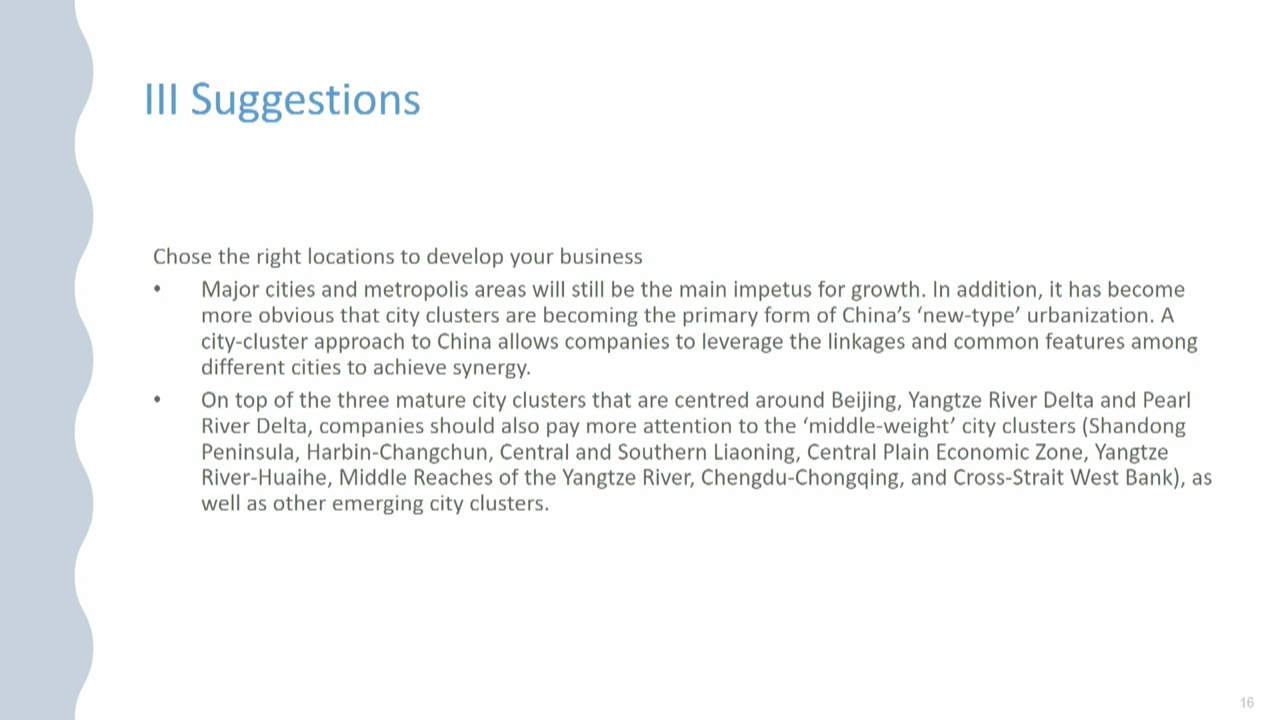 III Suggestions
Chose the right locations to develop your business
• Major cities and metropolis areas will still be the main impetus for growth. In addition, it has become
more obvious that city clusters are becoming the primary form of China’s ‘new-type’ urbanization. A
city-cluster approach to China allows companies to leverage the linkages and common features among
different cities to achieve synergy.
• On top of the three mature city clusters that are centred around Beijing, Yangtze River Delta and Pearl
River Delta, companies should also pay more attention to the ‘middle-weight’ city clusters (Shandong
Peninsula, Harbin-Changchun, Central and Southern Liaoning, Central Plain Economic Zone, Yangtze
River-Huaihe, Middle Reaches of the Yangtze River, Chengdu-Chongqing, and Cross-Strait West Bank), as
well as other emerging city clusters.
16